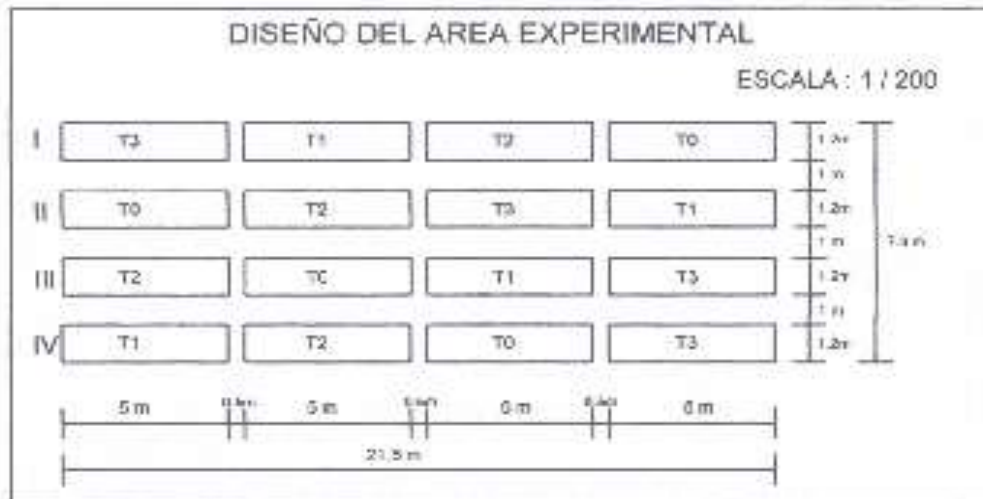 DISEÑO DEL AREA EXPERIMENTAL
ESCALA : 1 / 200
I T3 T1 T2 T0 1.2m
1 m
II T0 T2 T3 T1 1.2m
1 m
III T2 T0 T1 T3 1.2m
1 m
IV T1 T2 T0 T3 1.2m
5 m 5 m 5 m 5 m
21.5 m